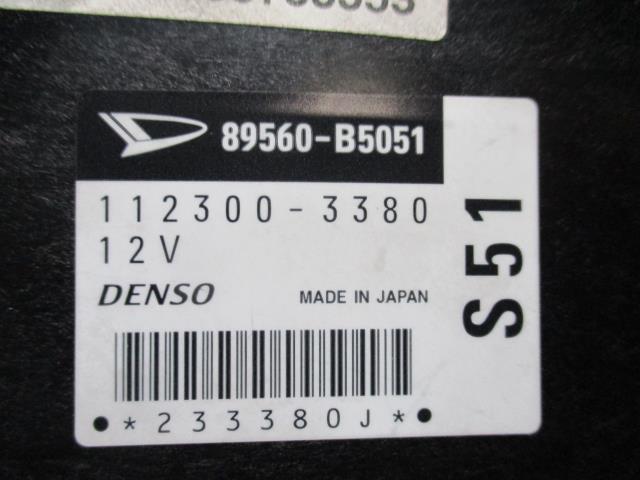 89560-B5051
112300-3380
12V
DENSO MADE IN JAPAN
*233380J*
S51